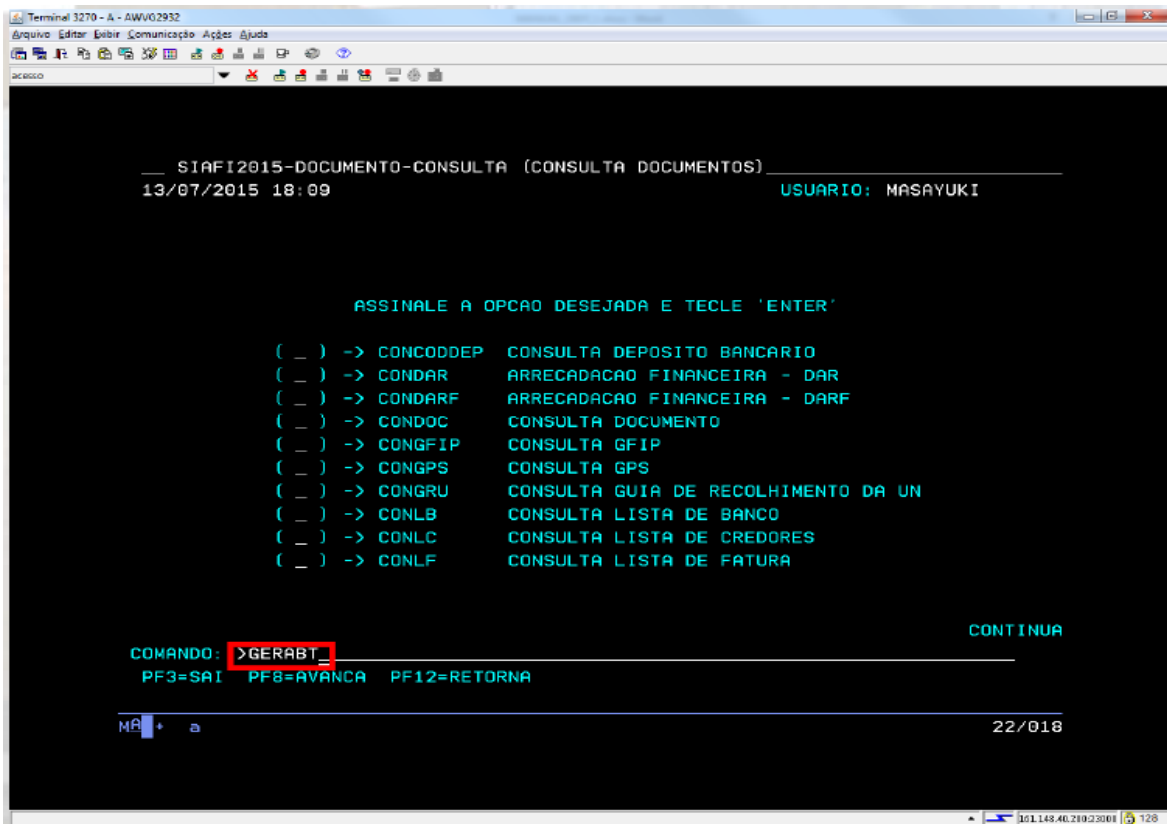 Terminal 3270 - A - AWVG2932
Arquivo Editar Exibir Comunicação Ações Ajuda
acesso
__ SIAFI2015-DOCUMENTO-CONSULTA (CONSULTA DOCUMENTOS)
13/07/2015 18:09 USUARIO: MASAYUKI
ASSINALE A OPCAO DESEJADA E TECLE 'ENTER'
( _ ) -> CONCODDEP CONSULTA DEPOSITO BANCARIO
( _ ) -> CONDAR ARRECADACAO FINANCEIRA - DAR
( _ ) -> CONDARF ARRECADACAO FINANCEIRA - DARF
( _ ) -> CONDOC CONSULTA DOCUMENTO
( _ ) -> CONGFIP CONSULTA GFIP
( _ ) -> CONGPS CONSULTA GPS
( _ ) -> CONGRU CONSULTA GUIA DE RECOLHIMENTO DA UN
( _ ) -> CONLB CONSULTA LISTA DE BANCO
( _ ) -> CONLC CONSULTA LISTA DE CREDORES
( _ ) -> CONLF CONSULTA LISTA DE FATURA
CONTINUA
COMANDO: >GERABT_
PF3=SAI PF8=AVANCA PF12=RETORNA
MA + a 22/018
128